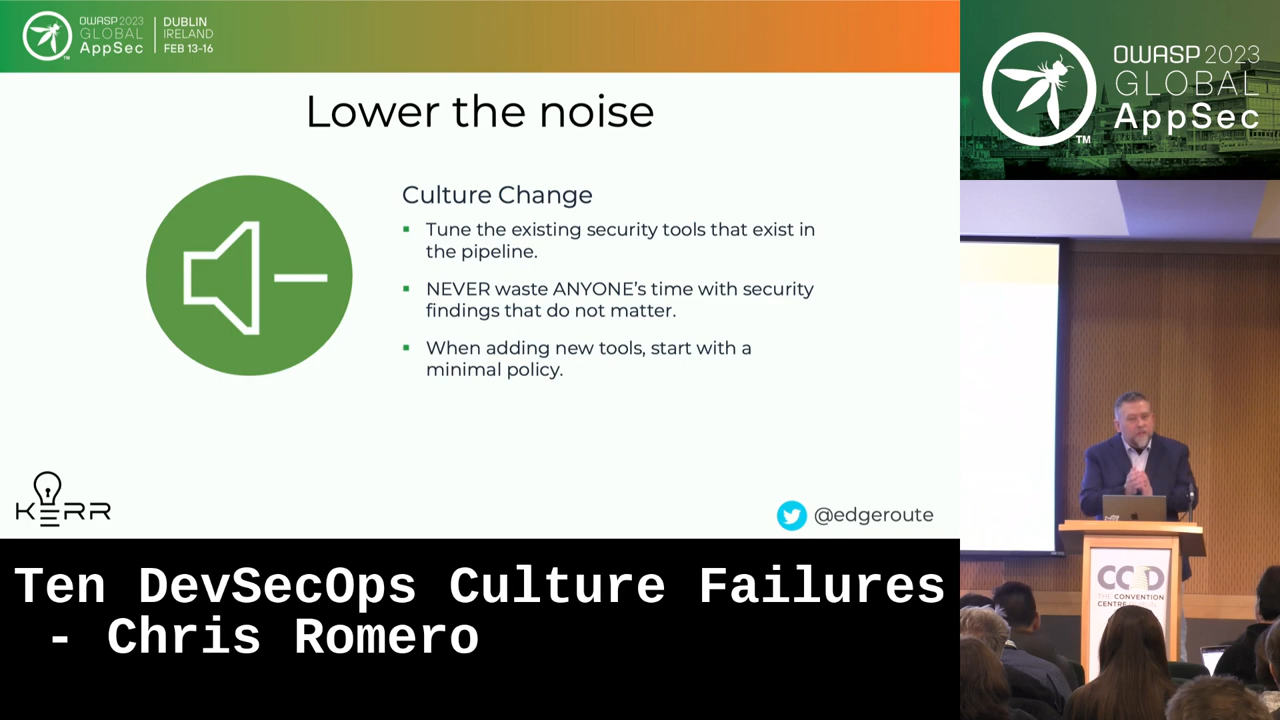 OWASP 2023
GLOBAL
AppSec
TM
DUBLIN
IRELAND
FEB 13-16
Lower the noise
Culture Change
▪ Tune the existing security tools that exist in
the pipeline.
▪ NEVER waste ANYONE’s time with security
findings that do not matter.
▪ When adding new tools, start with a
minimal policy.
KERR
@edgeroute
Ten DevSecOps Culture Failures
- Chris Romero
OWASP 2023
GLOBAL
AppSec
TM
THE CONVENTION
CENTRE